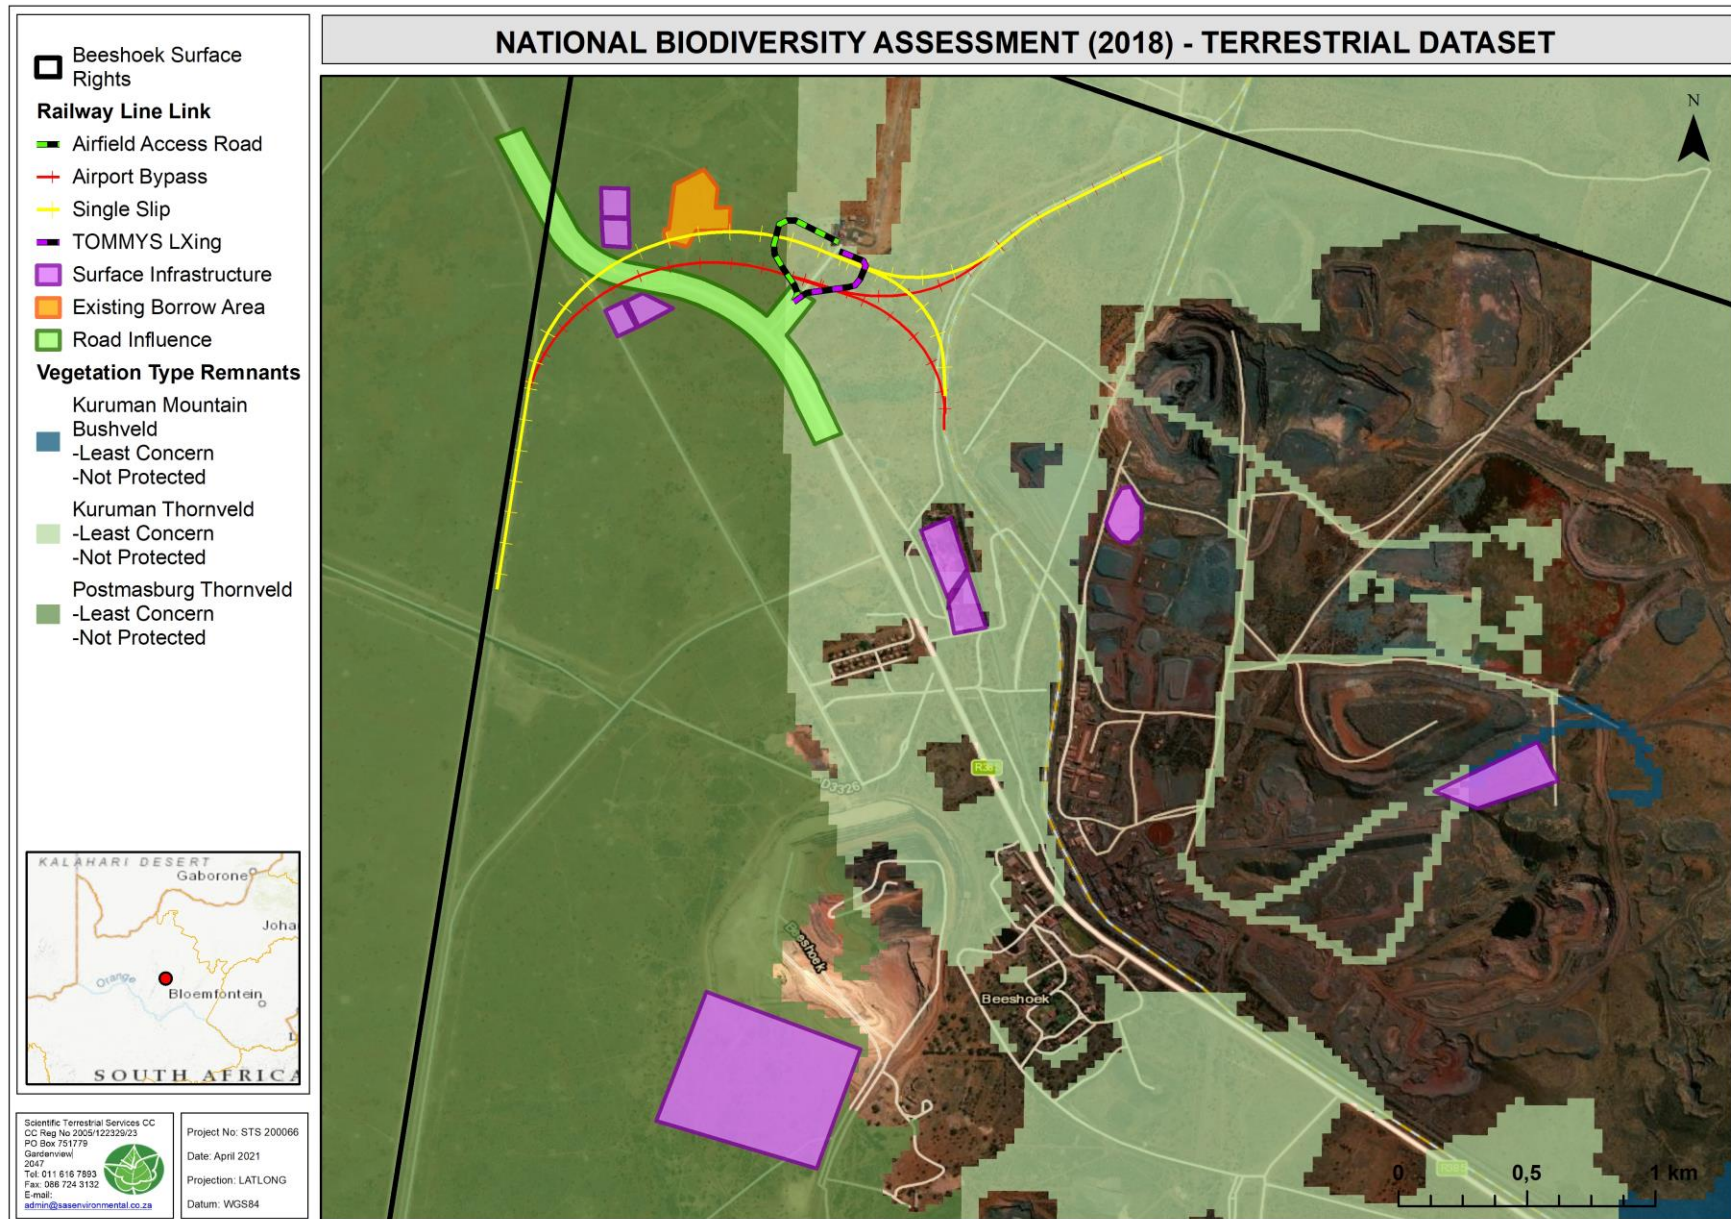 NATIONAL BIODIVERSITY ASSESSMENT (2018) - TERRESTRIAL DATASET
Beeshoek Surface
Rights
Railway Line Link
Airfield Access Road
Airport Bypass
Single Slip
TOMMYS LXing
Surface Infrastructure
Existing Borrow Area
Road Influence
Vegetation Type Remnants
Kuruman Mountain
Bushveld
-Least Concern
-Not Protected
Kuruman Thornveld
-Least Concern
-Not Protected
Postmasburg Thornveld
-Least Concern
-Not Protected
KALAHARI DESERT
Gaborone
Joha
Orange
Bloemfontein
L
SOUTH AFRICA
Scientific Terrestrial Services CC
CC Reg No 2005/122329/23
PO Box 751779
Gardenview
2047
Tel: 011 616 7893
Fax: 086 724 3132
E-mail:
admin@sasenvironmental.co.za
Project No: STS 200066
Date: April 2021
Projection: LATLONG
Datum: WGS84
N
D3326
Beeshoek
Beeshoek
0 0,5 1 km